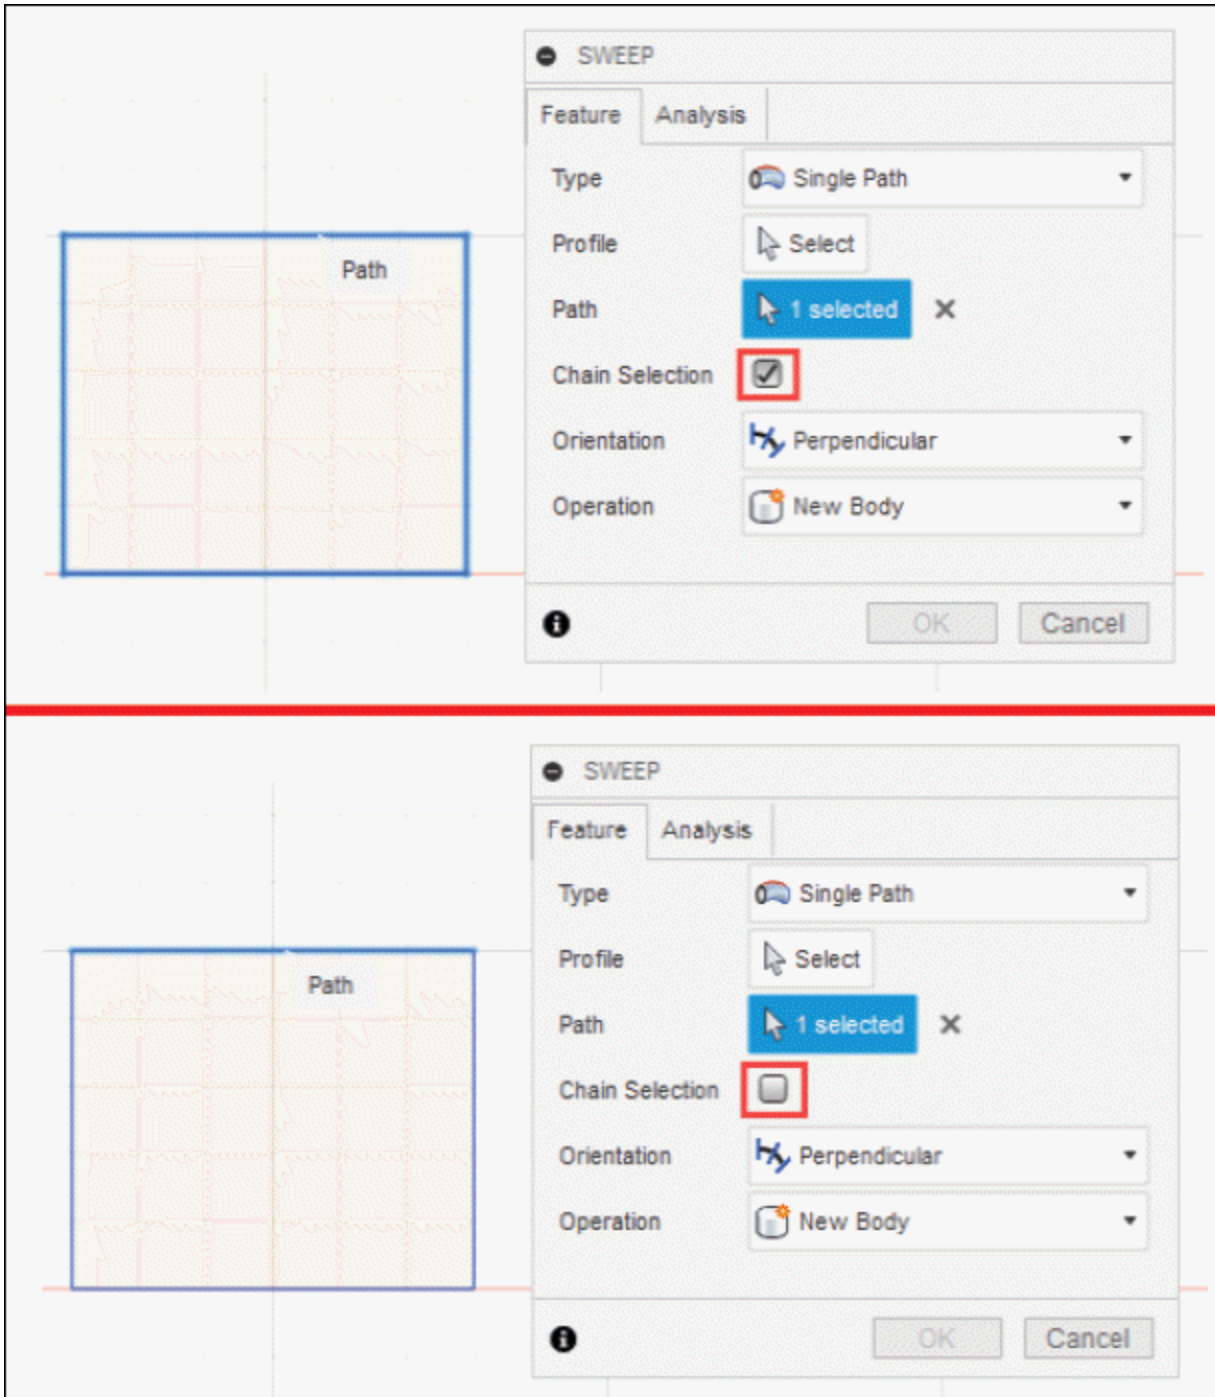 SWEEP
Feature Analysis
Type Single Path
Profile Select
Path
Path 1 selected
Chain Selection
Orientation Perpendicular
Operation New Body
OK Cancel
SWEEP
Feature Analysis
Type Single Path
Profile Select
Path
Path 1 selected
Chain Selection
Orientation Perpendicular
Operation New Body
OK Cancel